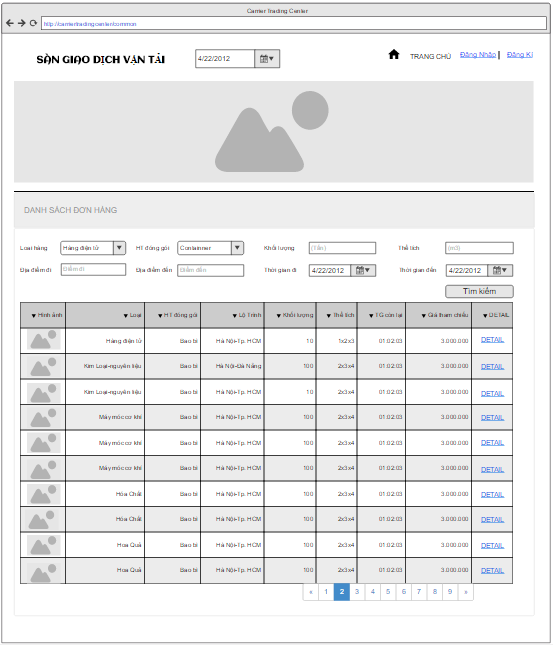 Carrier Trading Center
http://carriertradingcenter/common
SÀN GIAO DỊCH VẬN TẢI
4/22/2012
TRANG CHỦ Đăng Nhập | Đăng Kí
DANH SÁCH ĐƠN HÀNG
Loại hàng Hàng điện tử HT đóng gói Contaninner Khối lượng (Tấn) Thể tích (m3)
Địa điểm đi Điểm đi Địa điểm đến Điểm đến Thời gian đi 4/22/2012 Thời gian đến 4/22/2012
Tìm kiếm
▼ Hình ảnh ▼ Loại ▼ HT đóng gói ▼ Lộ Trình ▼ Khối lượng ▼ Thể tích ▼ TG còn lại ▼ Giá tham chiếu ▼ DETAIL
Hàng điện tử Bao bì Hà Nội-Tp. HCM 10 1x2x3 01:02:03 3.000.000 DETAIL
Kim Loại-nguyên liệu Bao bì Hà Nội-Đà Nẵng 100 2x3x4 01:02:03 3.000.000 DETAIL
Kim Loại-nguyên liệu Bao bì Hà Nội-Tp. HCM 10 2x3x4 01:02:03 3.000.000 DETAIL
Máy móc cơ khí Bao bì Hà Nội-Tp. HCM 100 2x3x4 01:02:03 3.000.000 DETAIL
Máy móc cơ khí Bao bì Hà Nội-Tp. HCM 100 2x3x4 01:02:03 3.000.000 DETAIL
Máy móc cơ khí Bao bì Hà Nội-Tp. HCM 100 2x3x4 01:02:03 3.000.000 DETAIL
Hóa Chất Bao bì Hà Nội-Tp. HCM 100 2x3x4 01:02:03 3.000.000 DETAIL
Hóa Chất Bao bì Hà Nội-Tp. HCM 100 2x3x4 01:02:03 3.000.000 DETAIL
Hoa Quả Bao bì Hà Nội-Tp. HCM 100 2x3x4 01:02:03 3.000.000 DETAIL
Hoa Quả Bao bì Hà Nội-Tp. HCM 100 2x3x4 01:02:03 3.000.000 DETAIL
« 1 2 3 4 5 6 7 8 9 »